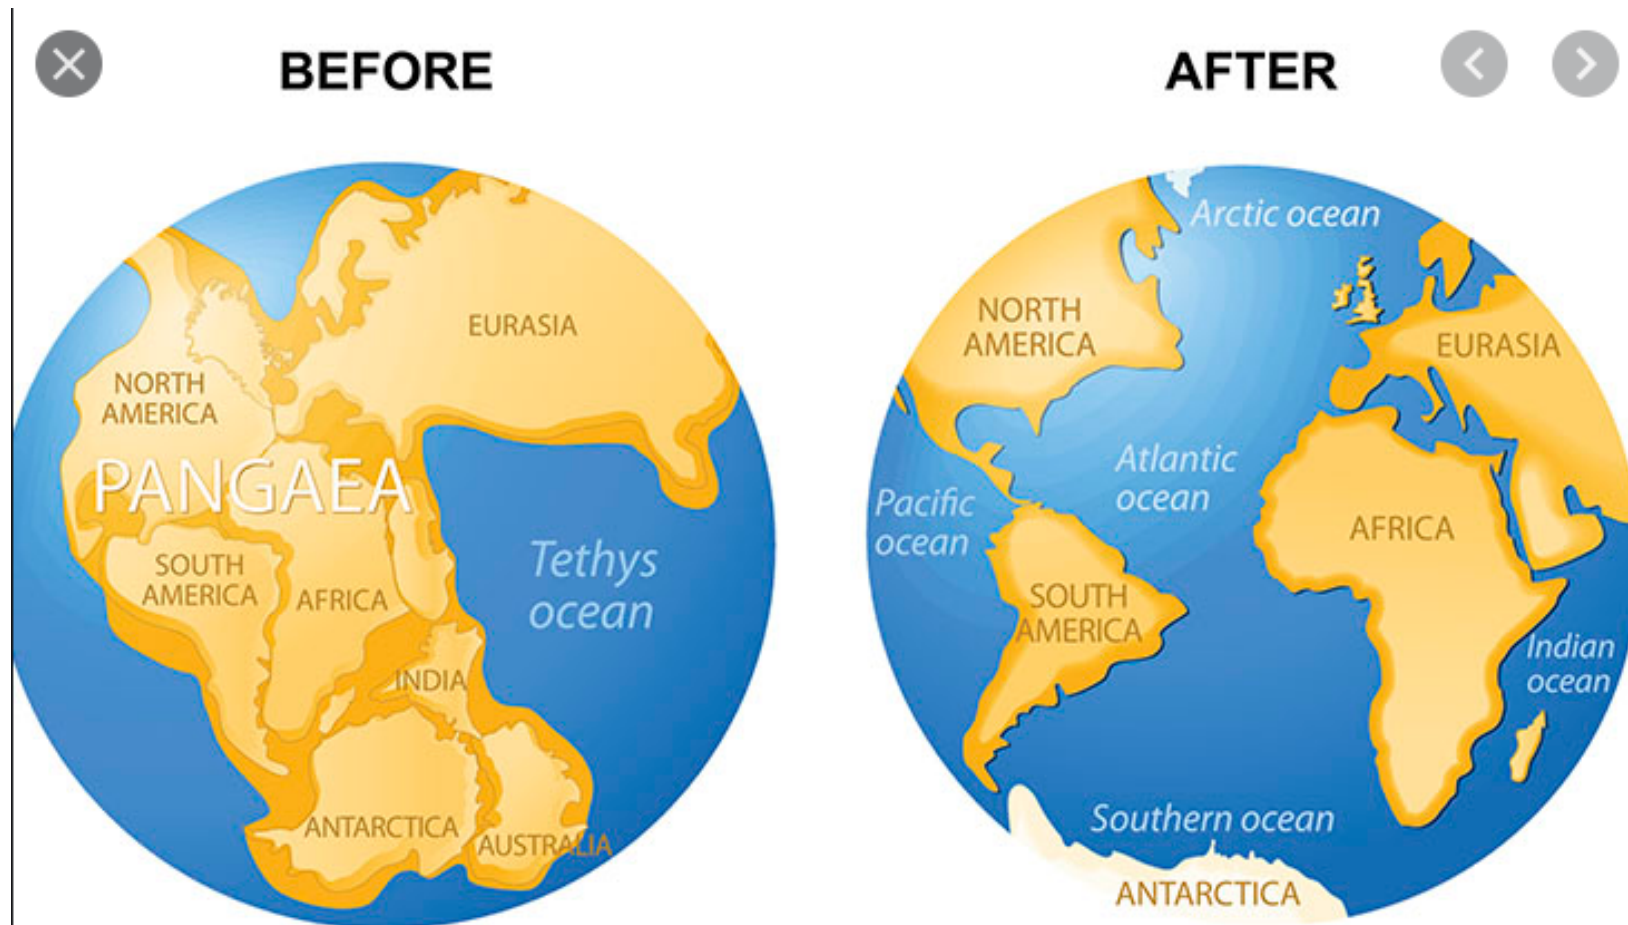 BEFORE
EURASIA
NORTH
AMERICA
PANGAEA
Tethys
ocean
SOUTH
AMERICA
AFRICA
INDIA
ANTARCTICA
AUSTRALIA
AFTER
Arctic ocean
NORTH
AMERICA
EURASIA
Atlantic
ocean
Pacific
ocean
AFRICA
SOUTH
AMERICA
Indian
ocean
Southern ocean
ANTARCTICA